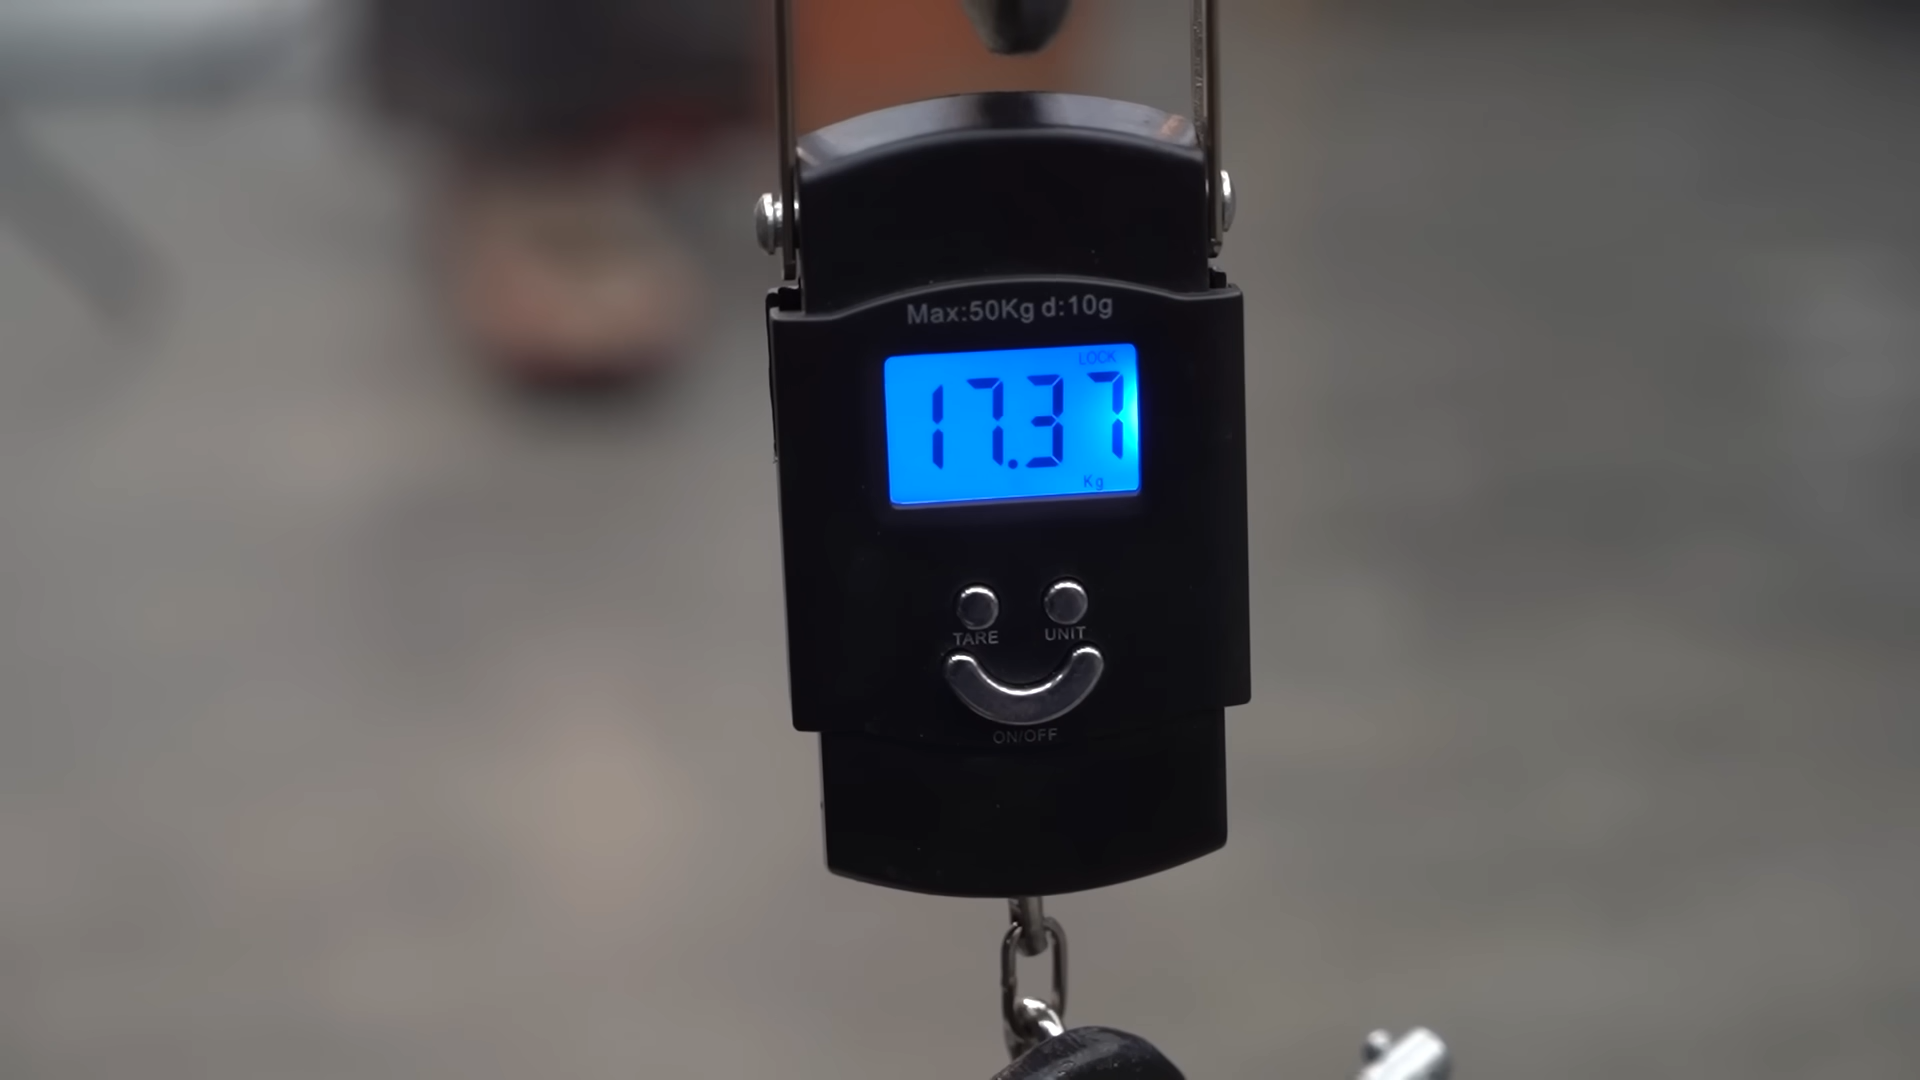 Max:50Kg d:10g
LOCK
17.37
Kg
TARE UNIT
ON/OFF